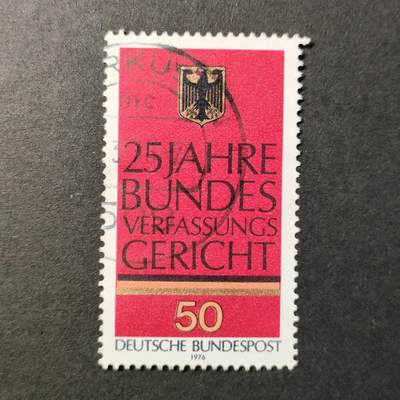 25 JAHRE
BUNDES
VERFASSUNGS
GERICHT
50
DEUTSCHE BUNDESPOST
1976